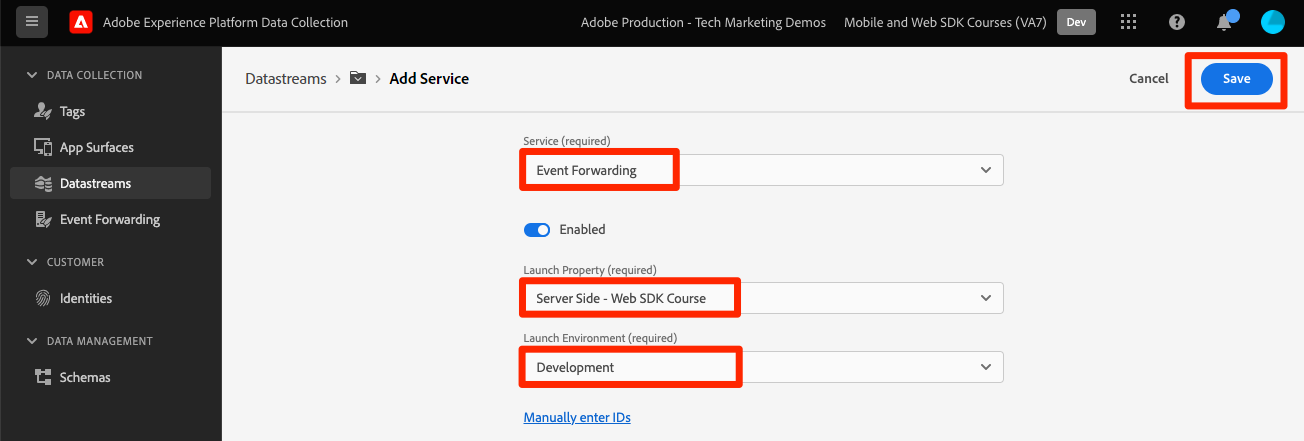 Adobe Experience Platform Data Collection
Adobe Production - Tech Marketing Demos
Mobile and Web SDK Courses (VA7)
Dev
DATA COLLECTION
Tags
App Surfaces
Datastreams
Event Forwarding
CUSTOMER
Identities
DATA MANAGEMENT
Schemas
Datastreams
Add Service
Cancel
Save
Service (required)
Event Forwarding
Enabled
Launch Property (required)
Server Side - Web SDK Course
Launch Environment (required)
Development
Manually enter IDs